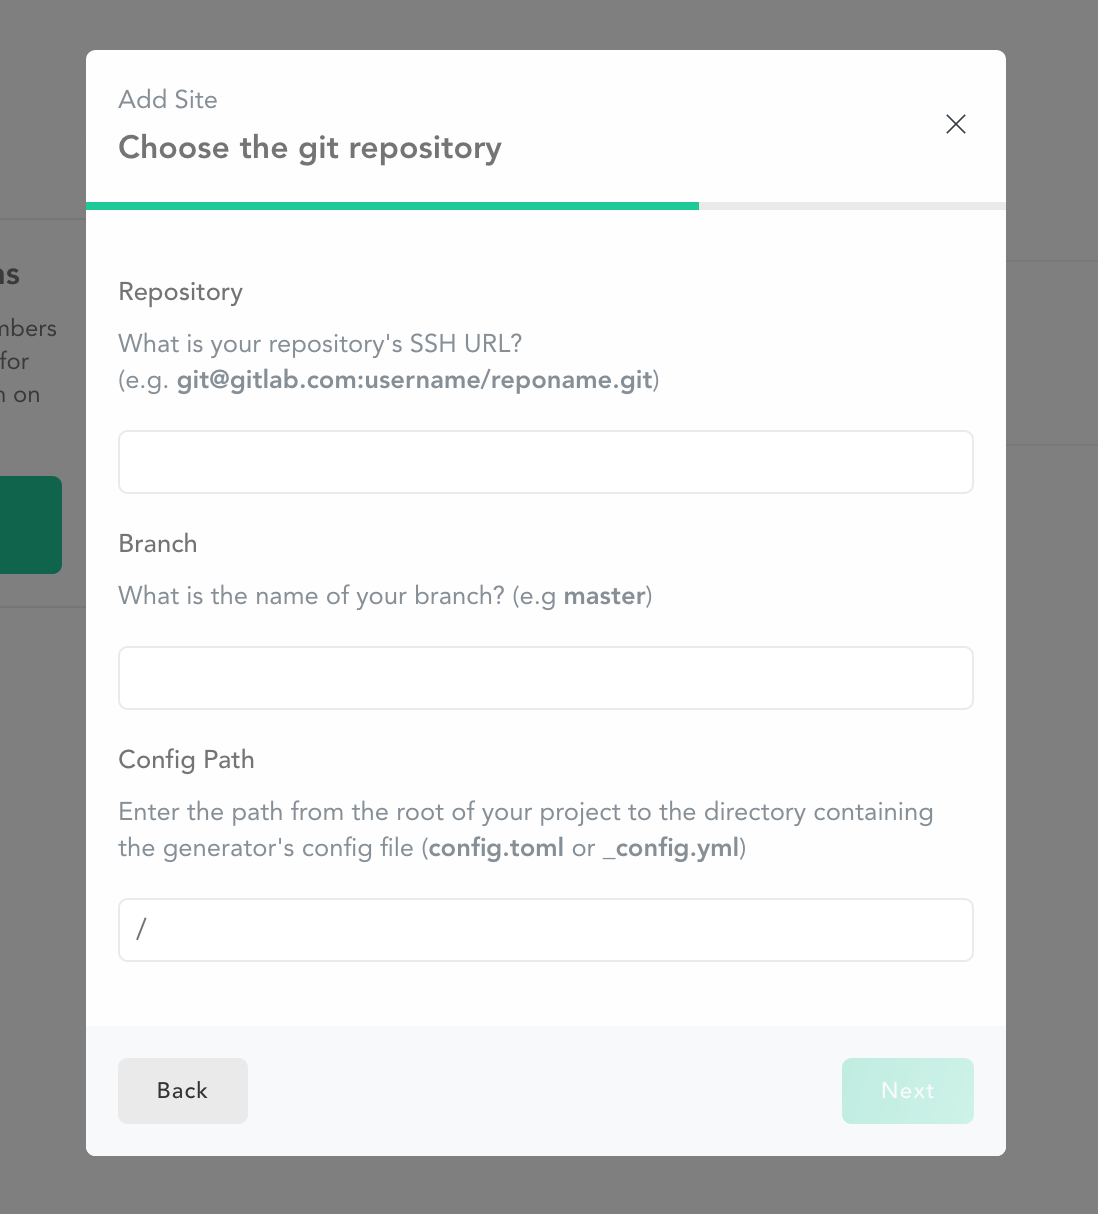 Add Site
Choose the git repository
ns
mbers
for
n on
Repository
What is your repository's SSH URL?
(e.g. git@gitlab.com:username/reponame.git)
Branch
What is the name of your branch? (e.g master)
Config Path
Enter the path from the root of your project to the directory containing
the generator's config file (config.toml or _config.yml)
/
Back
Next